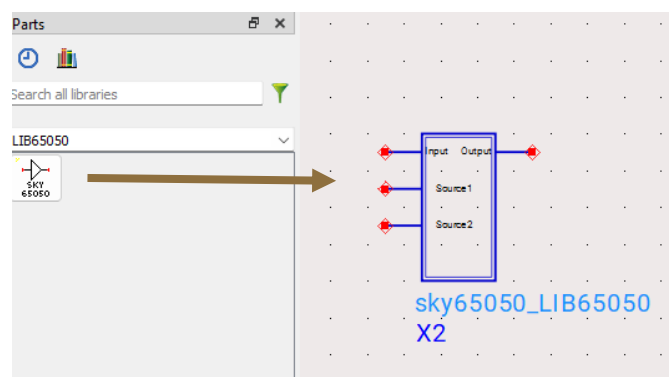 Parts
Search all libraries
LIB65050
SKY
65050
Input Output
Source1
Source2
sky65050_LIB65050
X2